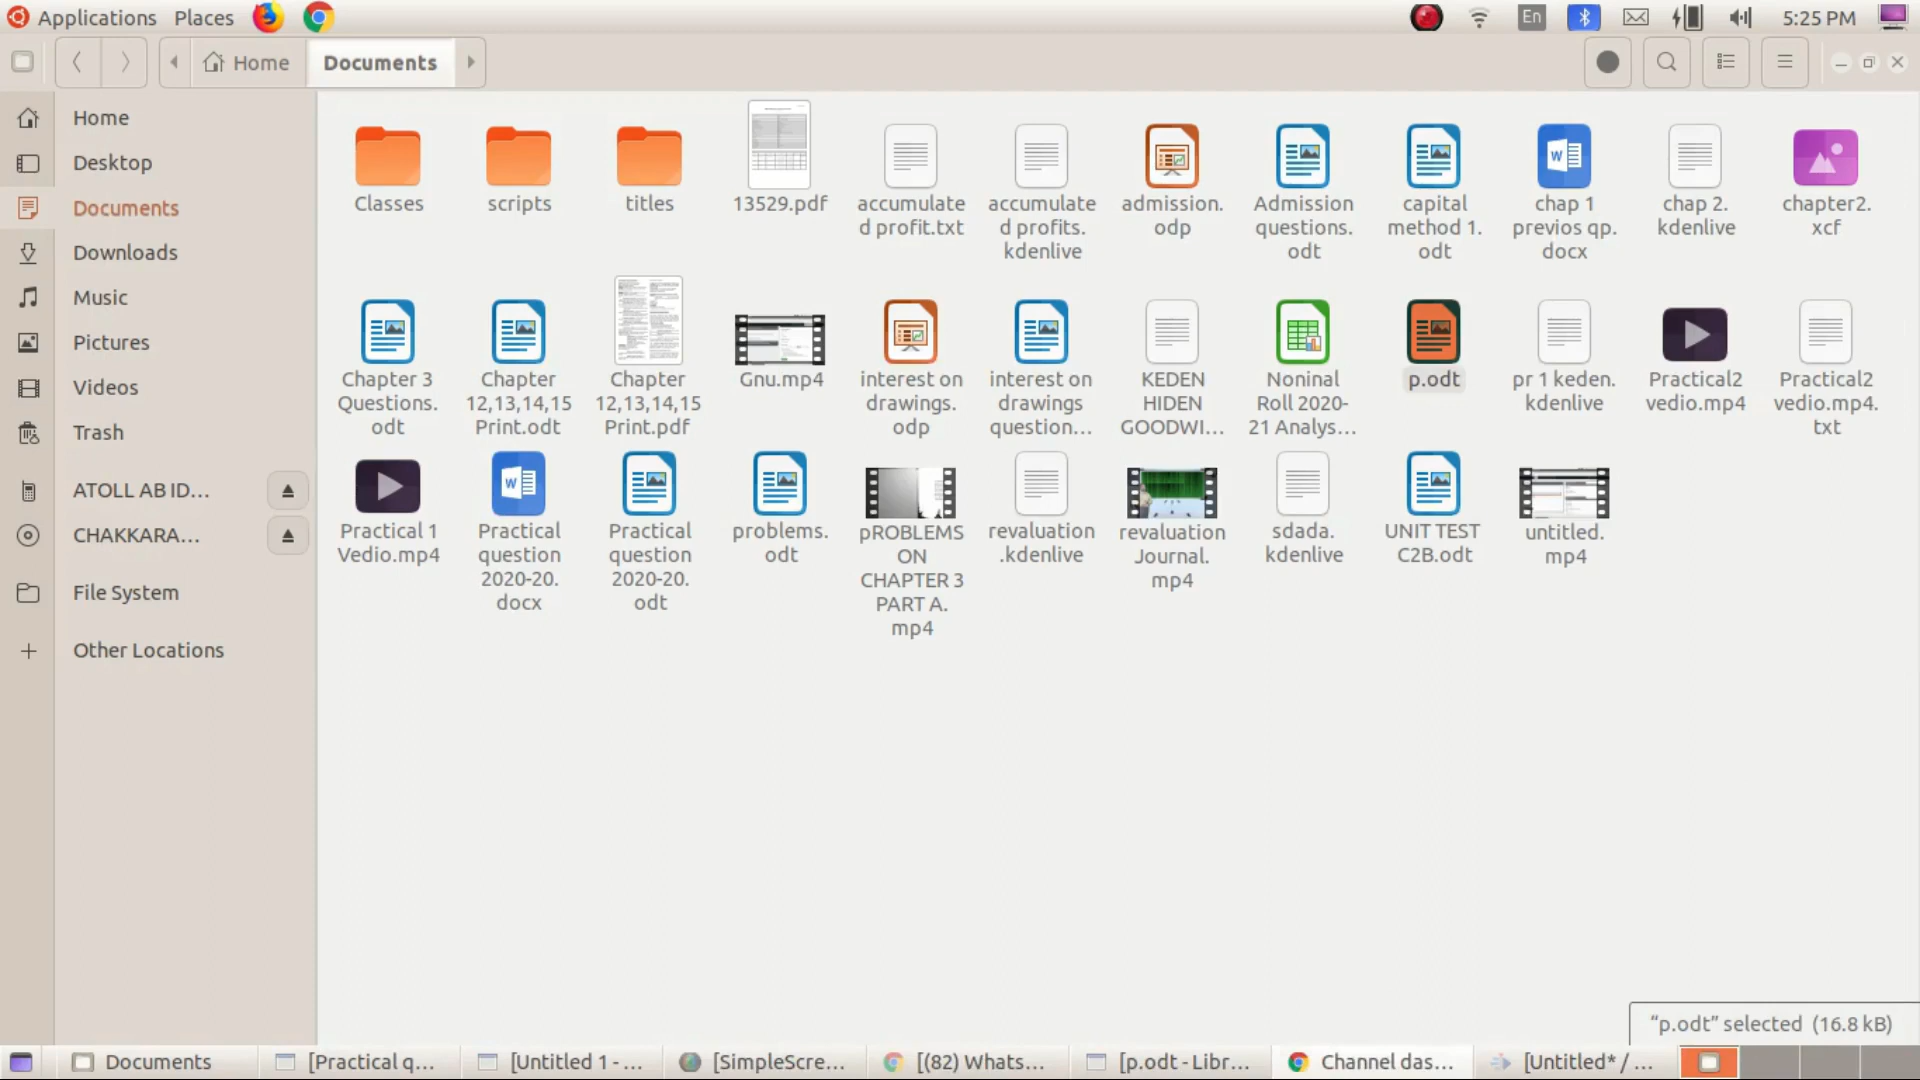 Applications Places En 5:25 PM
Home Documents
Home
Desktop
Documents
Downloads
Music
Pictures
Videos
Trash
ATOLL AB ID...
CHAKKARA...
File System
+ Other Locations
Classes
scripts
titles
13529.pdf
accumulate
d profit.txt
accumulate
d profits.
kdenlive
admission.
odp
Admission
questions.
odt
capital
method 1.
odt
chap 1
previos qp.
docx
chap 2.
kdenlive
chapter2.
xcf
Chapter 3
Questions.
odt
Chapter
12,13,14,15
Print.odt
Chapter
12,13,14,15
Print.pdf
Gnu.mp4
interest on
drawings.
odp
interest on
drawings
question...
KEDEN
HIDEN
GOODWI...
Noninal
Roll 2020-
21 Analys...
p.odt
pr 1 keden.
kdenlive
Practical2
vedio.mp4
Practical2
vedio.mp4.
txt
Practical 1
Vedio.mp4
Practical
question
2020-20.
docx
Practical
question
2020-20.
odt
problems.
odt
pROBLEMS
ON
CHAPTER 3
PART A.
mp4
revaluation
.kdenlive
revaluation
Journal.
mp4
sdada.
kdenlive
UNIT TEST
C2B.odt
untitled.
mp4
"p.odt" selected (16.8 kB)
Documents [Practical q... [Untitled 1 - ... [SimpleScre... [(82) Whats... [p.odt - Libr... Channel das... [Untitled* / ...